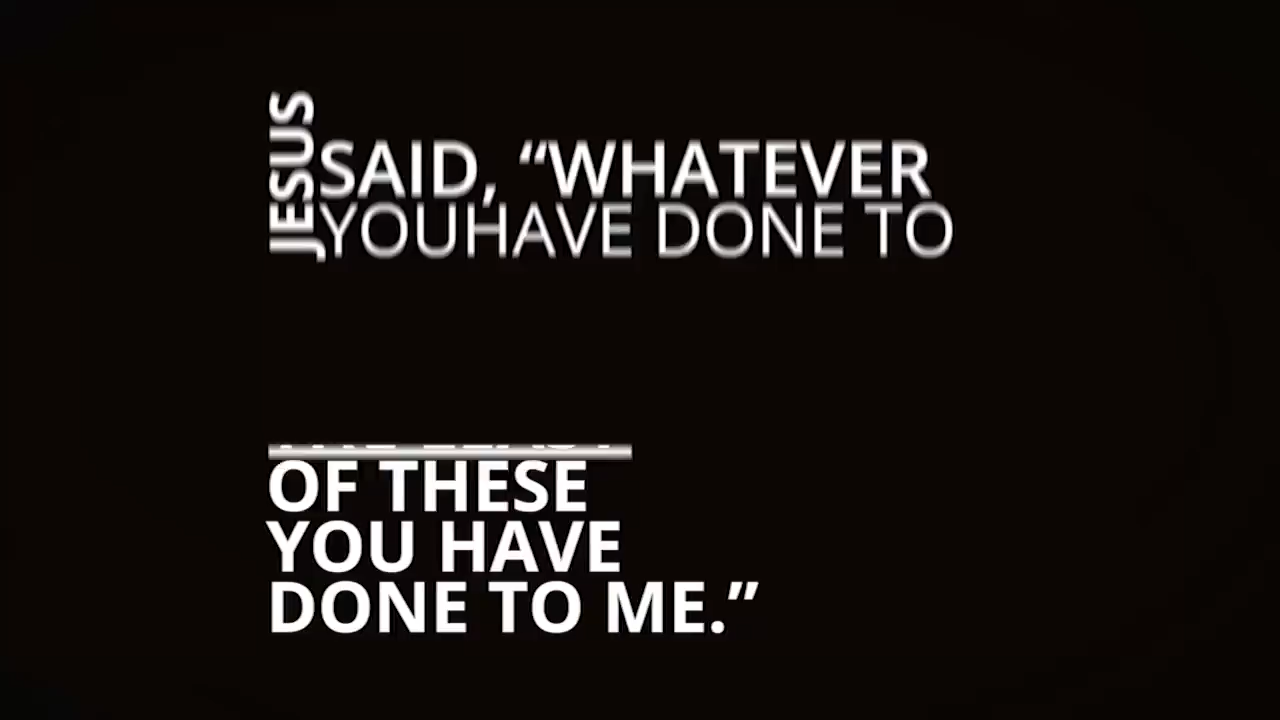 JESUS
SAID, “WHATEVER
YOUHAVE DONE TO
OF THESE
YOU HAVE
DONE TO ME.”